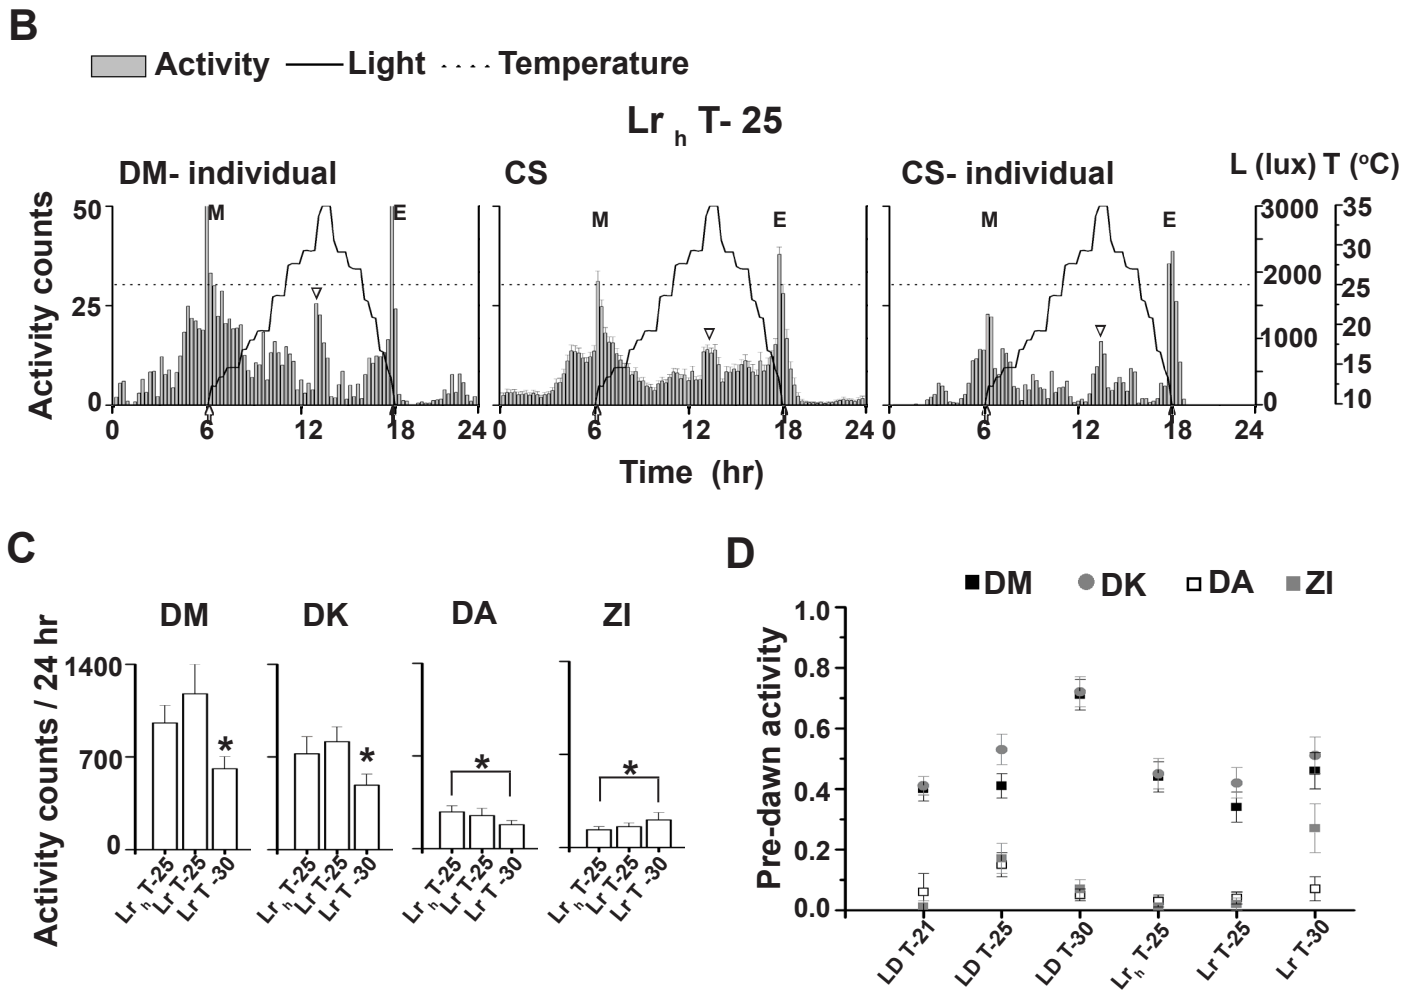 B
Activity Light Temperature
Lr h T- 25
DM- individual CS CS- individual L (lux) T (°C)
Activity counts
50 25 0
M E M E M E
3000 2000 1000 0
35 30 25 20 15 10
0 6 12 18 24 0 6 12 18 24 0 6 12 18 24
Time (hr)
C
DM DK DA ZI
Activity counts / 24 hr
1400 700 0
* * * *
Lr h T-25 Lr T-25 Lr T -30 Lr h T-25 Lr T-25 Lr T -30 Lr h T-25 Lr T-25 Lr T -30 Lr h T-25 Lr T-25 Lr T -30
D
DM DK DA ZI
Pre-dawn activity
1.0
0.8
0.6
0.4
0.2
0.0
LD T-21 LD T-25 LD T-30 Lr h T-25 Lr T-25 Lr T-30